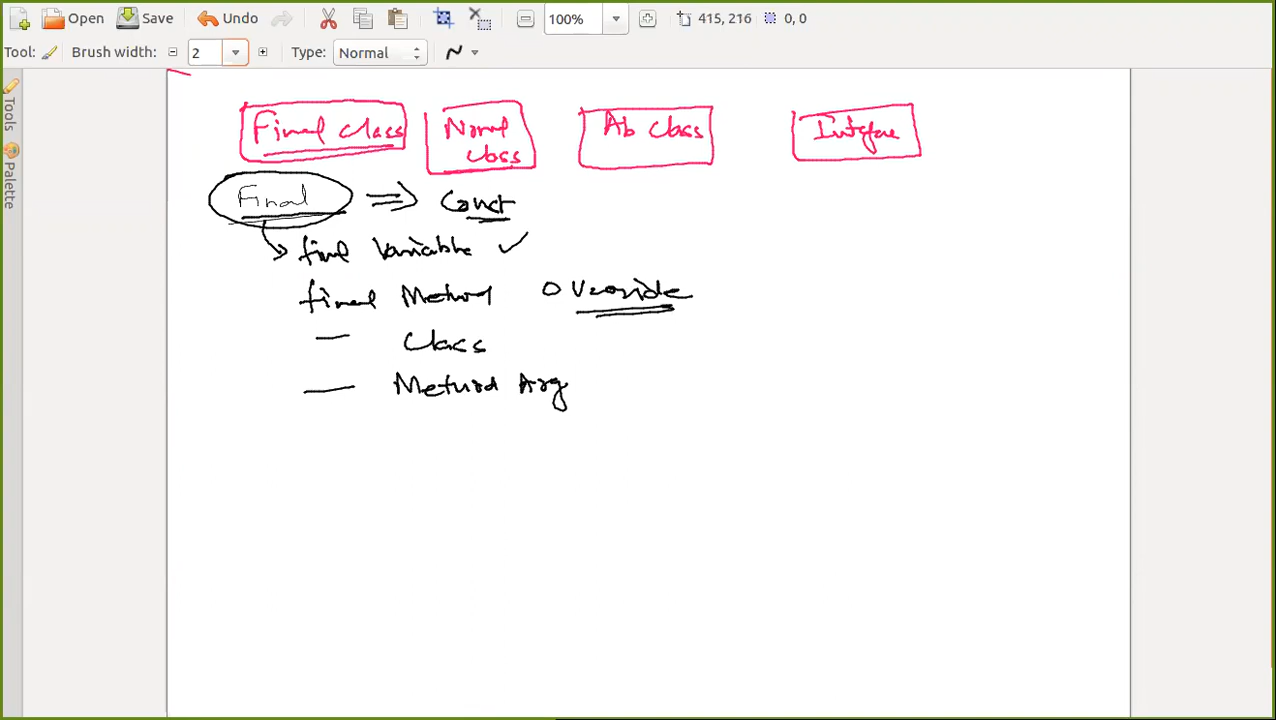 Open Save Undo 100% 415, 216 0, 0
Tool: Brush width: 2 Type: Normal
Tools
Palette
Final class Normal class Ab Class Interface
Final ⇒ Const
final Variable ✓
final Method Override
— Class
— Method Arg